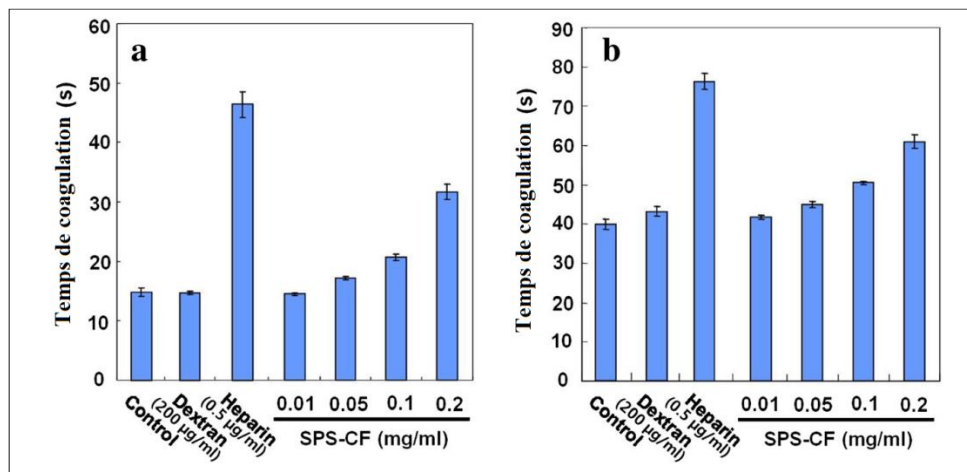 a
Temps de coagulation (s)
60
50
40
30
20
10
0
Control
Dextran
(200 µg/ml)
Heparin
(0.5 µg/ml)
0.01 0.05 0.1 0.2
SPS-CF (mg/ml)
b
Temps de coagulation (s)
90
80
70
60
50
40
30
20
10
0
Control
Dextran
(200 µg/ml)
Heparin
(0.5 µg/ml)
0.01 0.05 0.1 0.2
SPS-CF (mg/ml)